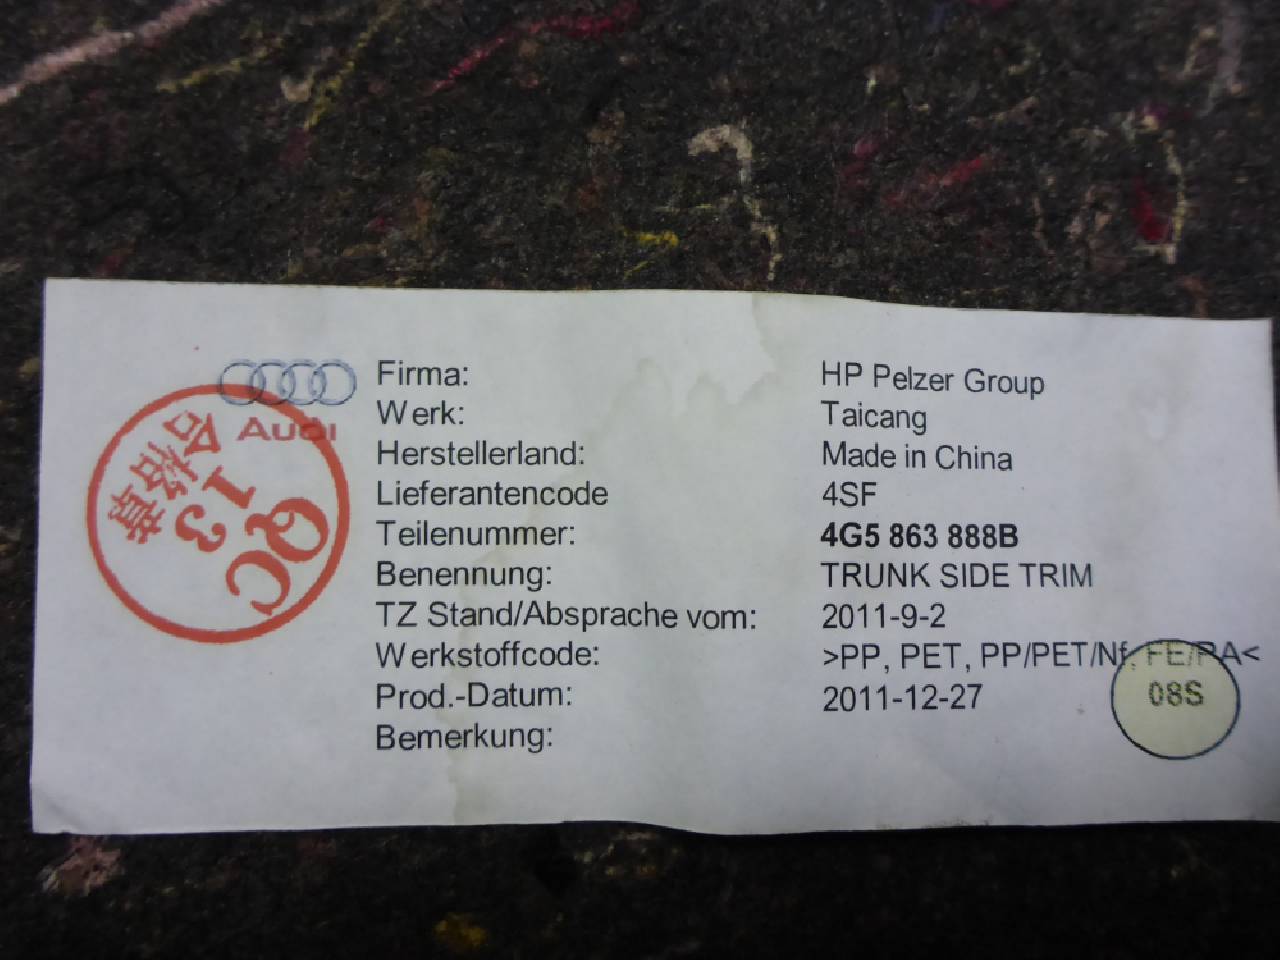 Audi
合格章
QC
13
Firma: HP Pelzer Group
Werk: Taicang
Herstellerland: Made in China
Lieferantencode 4SF
Teilenummer: 4G5 863 888B
Benennung: TRUNK SIDE TRIM
TZ Stand/Absprache vom: 2011-9-2
Werkstoffcode: >PP, PET, PP/PET/Nf, FE/PA<
Prod.-Datum: 2011-12-27
08S
Bemerkung: